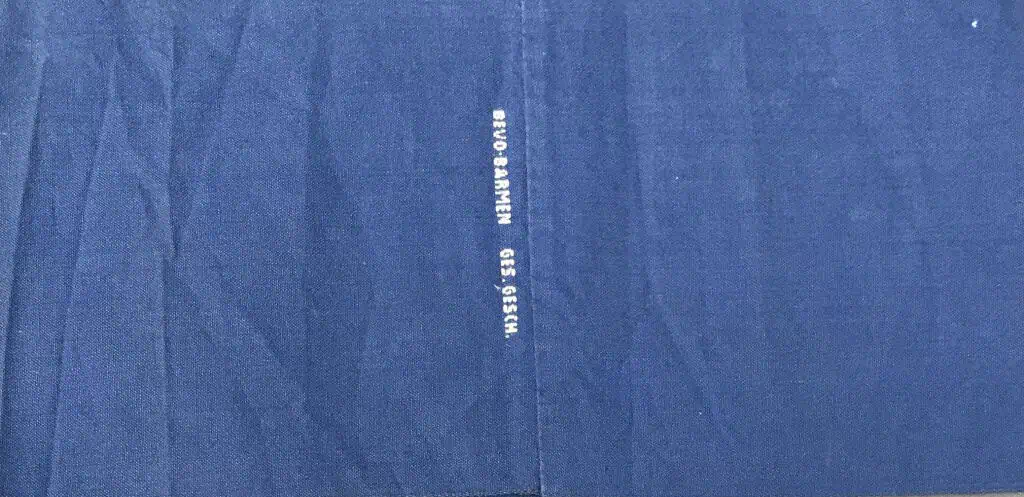 BEVO-BARMEN GES. GESCH.